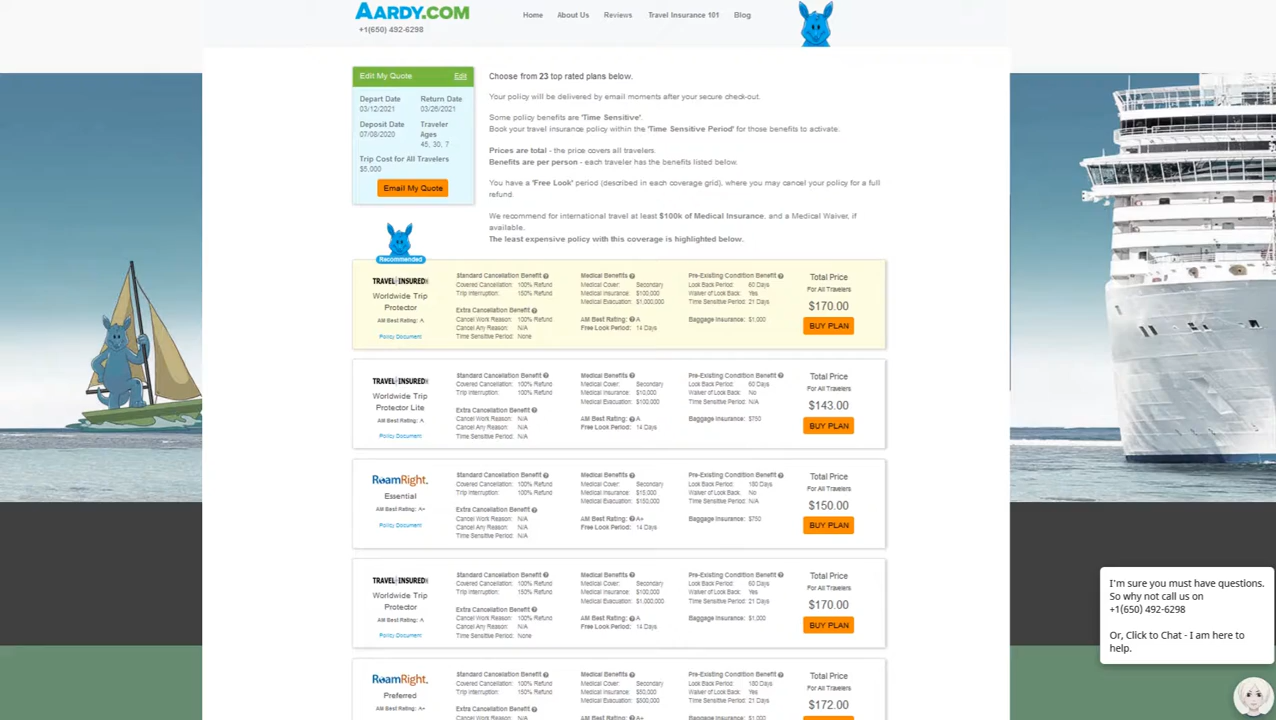 AARDY.COM
+1(650) 492-6298
Home About Us Reviews Travel Insurance 101 Blog
Edit My Quote Edit
Depart Date Return Date
03/12/2021 03/26/2021
Deposit Date Traveler Ages
07/08/2020 45, 30, 7
Trip Cost for All Travelers
$5,000
Email My Quote
Choose from 23 top rated plans below.
Your policy will be delivered by email moments after your secure check-out.
Some policy benefits are 'Time Sensitive'.
Book your travel insurance policy within the 'Time Sensitive Period' for those benefits to activate.
Prices are total - the price covers all travelers.
Benefits are per person - each traveler has the benefits listed below.
You have a 'Free Look' period (described in each coverage grid), where you may cancel your policy for a full
refund.
We recommend for international travel at least $100k of Medical Insurance, and a Medical Waiver, if
available.
The least expensive policy with this coverage is highlighted below.
Recommended
TRAVEL INSURED
Worldwide Trip
Protector
AM Best Rating: A
Policy Document
Standard Cancellation Benefit
Covered Cancellation: 100% Refund
Trip Interruption: 150% Refund
Extra Cancellation Benefit
Cancel Work Reason: 100% Refund
Cancel Any Reason: N/A
Time Sensitive Period: None
Medical Benefits
Medical Cover: Secondary
Medical Insurance: $100,000
Medical Evacuation: $1,000,000
AM Best Rating: A
Free Look Period: 14 Days
Pre-Existing Condition Benefit
Look Back Period: 60 Days
Waiver of Look Back: Yes
Time Sensitive Period: 21 Days
Baggage Insurance: $1,000
Total Price
For All Travelers
$170.00
BUY PLAN
TRAVEL INSURED
Worldwide Trip
Protector Lite
AM Best Rating: A
Policy Document
Standard Cancellation Benefit
Covered Cancellation: 100% Refund
Trip Interruption: 100% Refund
Extra Cancellation Benefit
Cancel Work Reason: N/A
Cancel Any Reason: N/A
Time Sensitive Period: N/A
Medical Benefits
Medical Cover: Secondary
Medical Insurance: $10,000
Medical Evacuation: $100,000
AM Best Rating: A
Free Look Period: 14 Days
Pre-Existing Condition Benefit
Look Back Period: 60 Days
Waiver of Look Back: No
Time Sensitive Period: N/A
Baggage Insurance: $750
Total Price
For All Travelers
$143.00
BUY PLAN
RoamRight.
Essential
AM Best Rating: A+
Policy Document
Standard Cancellation Benefit
Covered Cancellation: 100% Refund
Trip Interruption: 100% Refund
Extra Cancellation Benefit
Cancel Work Reason: N/A
Cancel Any Reason: N/A
Time Sensitive Period: N/A
Medical Benefits
Medical Cover: Secondary
Medical Insurance: $15,000
Medical Evacuation: $150,000
AM Best Rating: A+
Free Look Period: 14 Days
Pre-Existing Condition Benefit
Look Back Period: 180 Days
Waiver of Look Back: No
Time Sensitive Period: N/A
Baggage Insurance: $750
Total Price
For All Travelers
$150.00
BUY PLAN
TRAVEL INSURED
Worldwide Trip
Protector
AM Best Rating: A
Policy Document
Standard Cancellation Benefit
Covered Cancellation: 100% Refund
Trip Interruption: 150% Refund
Extra Cancellation Benefit
Cancel Work Reason: 100% Refund
Cancel Any Reason: N/A
Time Sensitive Period: None
Medical Benefits
Medical Cover: Secondary
Medical Insurance: $100,000
Medical Evacuation: $1,000,000
AM Best Rating: A
Free Look Period: 14 Days
Pre-Existing Condition Benefit
Look Back Period: 60 Days
Waiver of Look Back: Yes
Time Sensitive Period: 21 Days
Baggage Insurance: $1,000
Total Price
For All Travelers
$170.00
BUY PLAN
RoamRight.
Preferred
AM Best Rating: A+
Standard Cancellation Benefit
Covered Cancellation: 100% Refund
Trip Interruption: 150% Refund
Extra Cancellation Benefit
Cancel Work Reason: N/A
Medical Benefits
Medical Cover: Secondary
Medical Insurance: $50,000
Medical Evacuation: $500,000
AM Best Rating: A+
Pre-Existing Condition Benefit
Look Back Period: 180 Days
Waiver of Look Back: Yes
Time Sensitive Period: 21 Days
Baggage Insurance: $1,000
Total Price
For All Travelers
$172.00
I'm sure you must have questions.
So why not call us on
+1(650) 492-6298
Or, Click to Chat - I am here to
help.